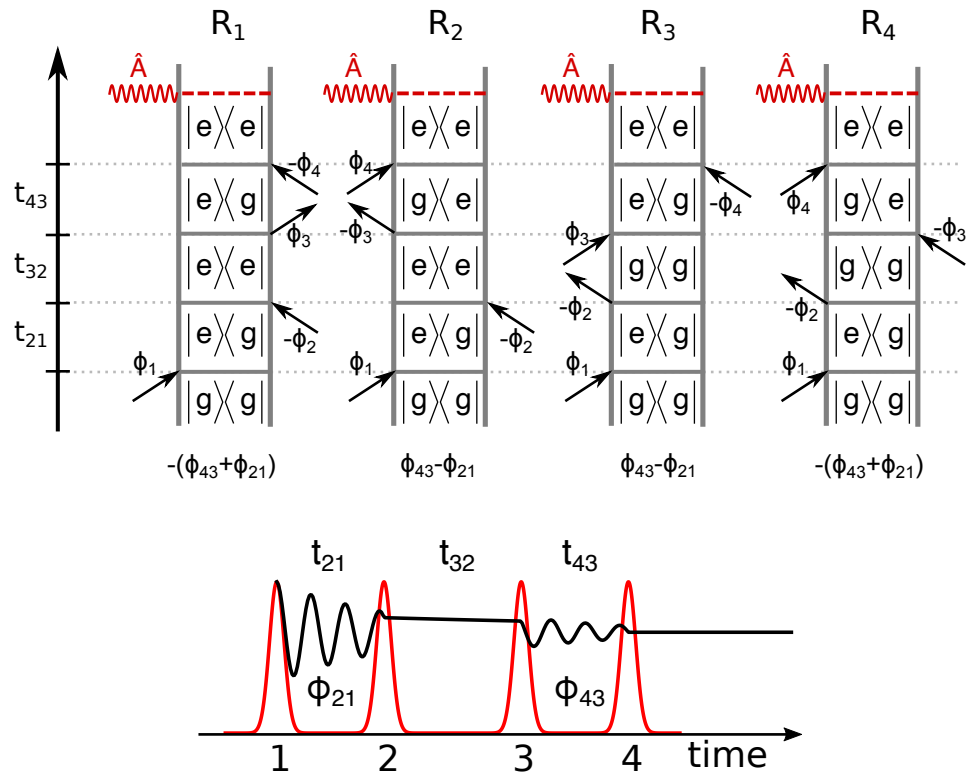 R₁ R₂ R₃ R₄
Â Â Â Â
|e⟩⟨e| |e⟩⟨e| |e⟩⟨e| |e⟩⟨e|
-ϕ₄ ϕ₄ -ϕ₄ ϕ₄
t₄₃ |e⟩⟨g| |g⟩⟨e| |e⟩⟨g| |g⟩⟨e|
ϕ₃ -ϕ₃ ϕ₃ -ϕ₃
t₃₂ |e⟩⟨e| |e⟩⟨e| |g⟩⟨g| |g⟩⟨g|
-ϕ₂ -ϕ₂ -ϕ₂ -ϕ₂
t₂₁ |e⟩⟨g| |e⟩⟨g| |e⟩⟨g| |e⟩⟨g|
ϕ₁ ϕ₁ ϕ₁ ϕ₁
|g⟩⟨g| |g⟩⟨g| |g⟩⟨g| |g⟩⟨g|
-(ϕ₄₃+ϕ₂₁) ϕ₄₃-ϕ₂₁ ϕ₄₃-ϕ₂₁ -(ϕ₄₃+ϕ₂₁)
t₂₁ t₃₂ t₄₃
Φ₂₁ Φ₄₃
1 2 3 4 time